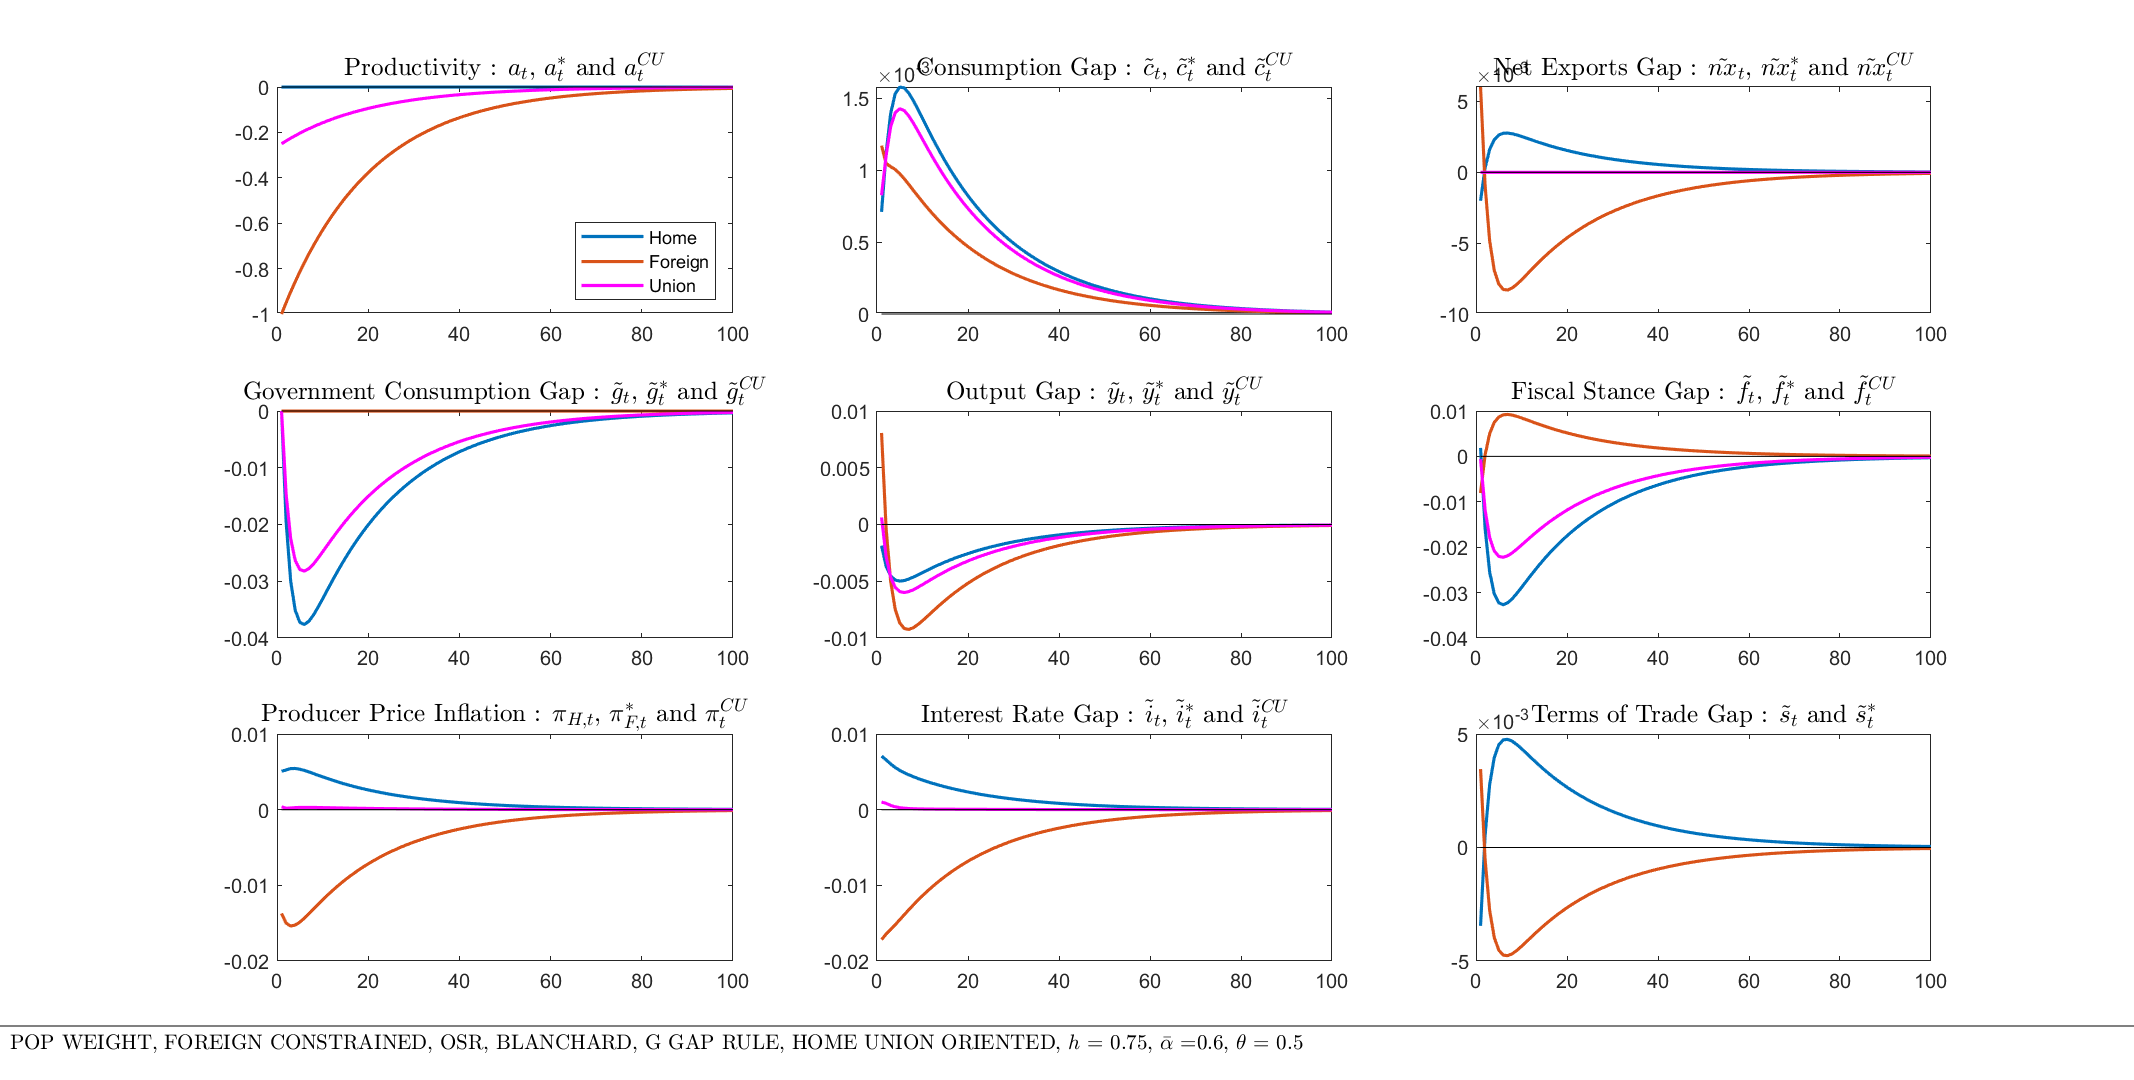 Productivity : a_t, a_t^* and a_t^{CU}
0
-0.2
-0.4
-0.6
-0.8
-1
0 20 40 60 80 100
Home
Foreign
Union
Consumption Gap : c̃_t, c̃_t^* and c̃_t^{CU}
×10^{-3}
1.5
1
0.5
0
0 20 40 60 80 100
Net Exports Gap : ñx_t, ñx_t^* and ñx_t^{CU}
5
0
-5
-10
0 20 40 60 80 100
Government Consumption Gap : g̃_t, g̃_t^* and g̃_t^{CU}
0
-0.01
-0.02
-0.03
-0.04
0 20 40 60 80 100
Output Gap : ỹ_t, ỹ_t^* and ỹ_t^{CU}
0.01
0.005
0
-0.005
-0.01
0 20 40 60 80 100
Fiscal Stance Gap : f̃_t, f̃_t^* and f̃_t^{CU}
0.01
0
-0.01
-0.02
-0.03
-0.04
0 20 40 60 80 100
Producer Price Inflation : π_{H,t}, π_{F,t}^* and π_t^{CU}
0.01
0
-0.01
-0.02
0 20 40 60 80 100
Interest Rate Gap : ĩ_t, ĩ_t^* and ĩ_t^{CU}
0.01
0
-0.01
-0.02
0 20 40 60 80 100
Terms of Trade Gap : s̃_t and s̃_t^*
×10^{-3}
5
0
-5
0 20 40 60 80 100
POP WEIGHT, FOREIGN CONSTRAINED, OSR, BLANCHARD, G GAP RULE, HOME UNION ORIENTED, h = 0.75, ᾱ =0.6, θ = 0.5